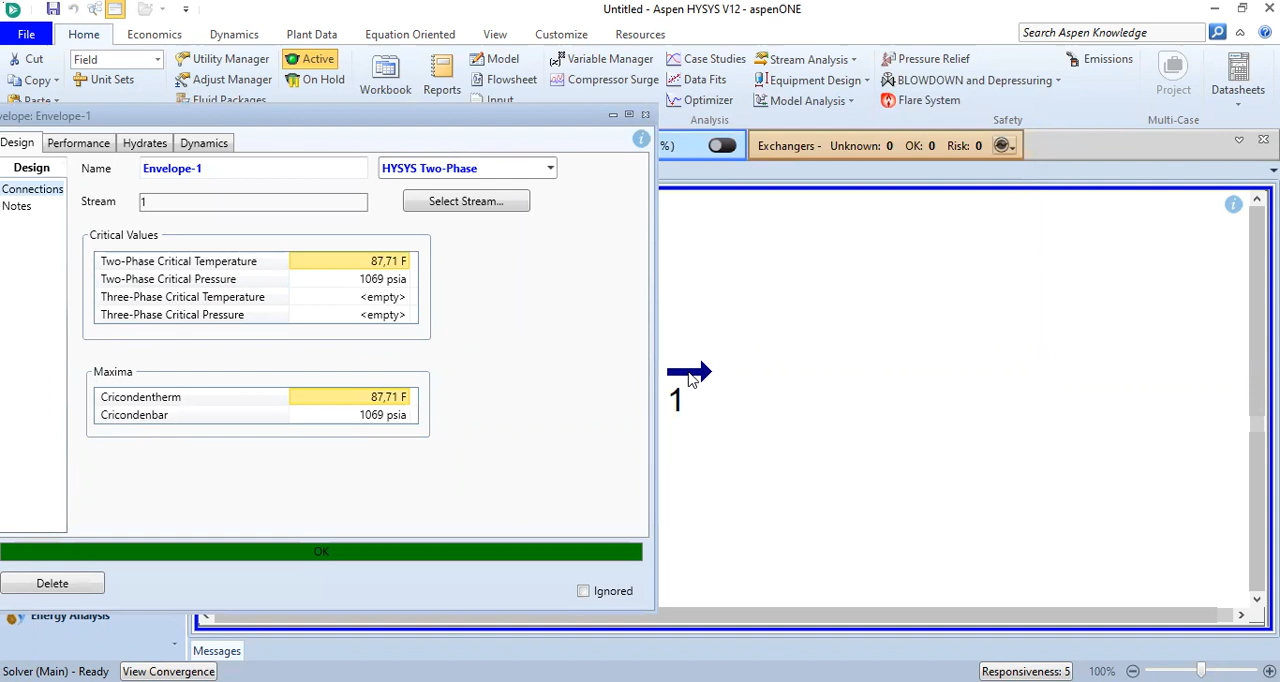 Untitled - Aspen HYSYS V12 - aspenONE
File Home Economics Dynamics Plant Data Equation Oriented View Customize Resources Search Aspen Knowledge
Cut Field Utility Manager Active Model Variable Manager Case Studies Stream Analysis Pressure Relief Emissions
Copy Unit Sets Adjust Manager On Hold Workbook Reports Flowsheet Compressor Surge Data Fits Equipment Design BLOWDOWN and Depressuring Project Datasheets
Paste Fluid Packages Input Optimizer Model Analysis Flare System
Analysis Safety Multi-Case
velope: Envelope-1
Design Performance Hydrates Dynamics
%) Exchangers - Unknown: 0 OK: 0 Risk: 0
Design
Connections
Notes
Name Envelope-1 HYSYS Two-Phase
Stream 1 Select Stream...
Critical Values
Two-Phase Critical Temperature 87,71 F
Two-Phase Critical Pressure 1069 psia
Three-Phase Critical Temperature <empty>
Three-Phase Critical Pressure <empty>
Maxima
Cricondentherm 87,71 F
Cricondenbar 1069 psia
1
OK
Delete Ignored
Energy Analysis
Messages
Solver (Main) - Ready View Convergence Responsiveness: 5 100%